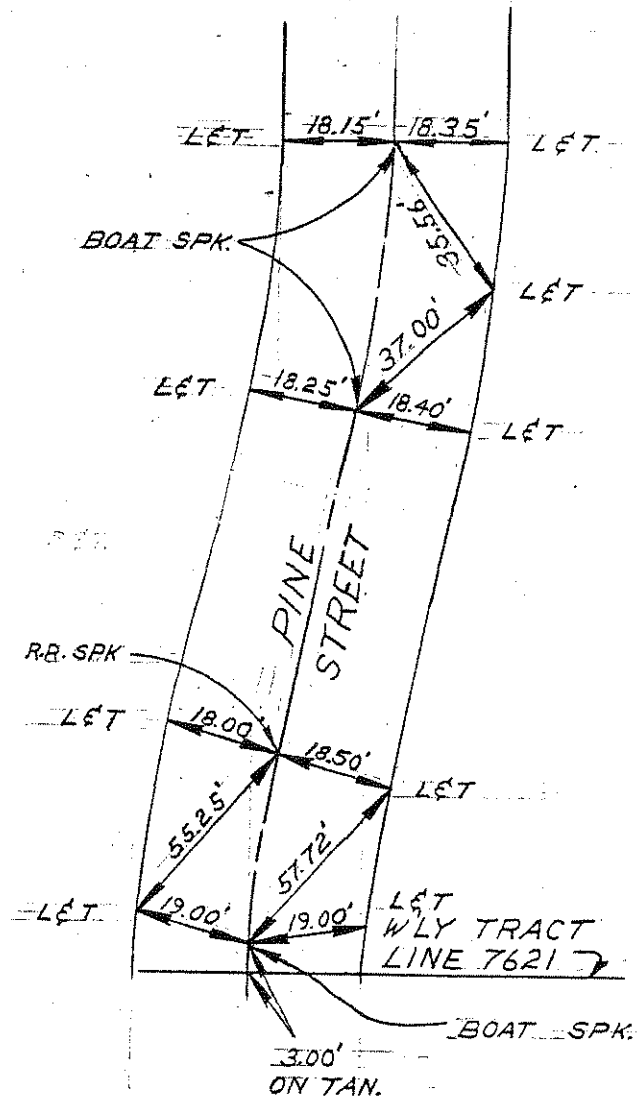 L&T 18.15' 18.35' L&T
BOAT SPK.
35.56'
L&T
37.00'
L&T 18.25' 18.40' L&T
PINE
STREET
R.R. SPK
L&T 18.00' 18.50' L&T
55.25'
57.72'
L&T 19.00' 19.00' L&T
WLY TRACT
LINE 7621
BOAT SPK.
3.00'
ON TAN.